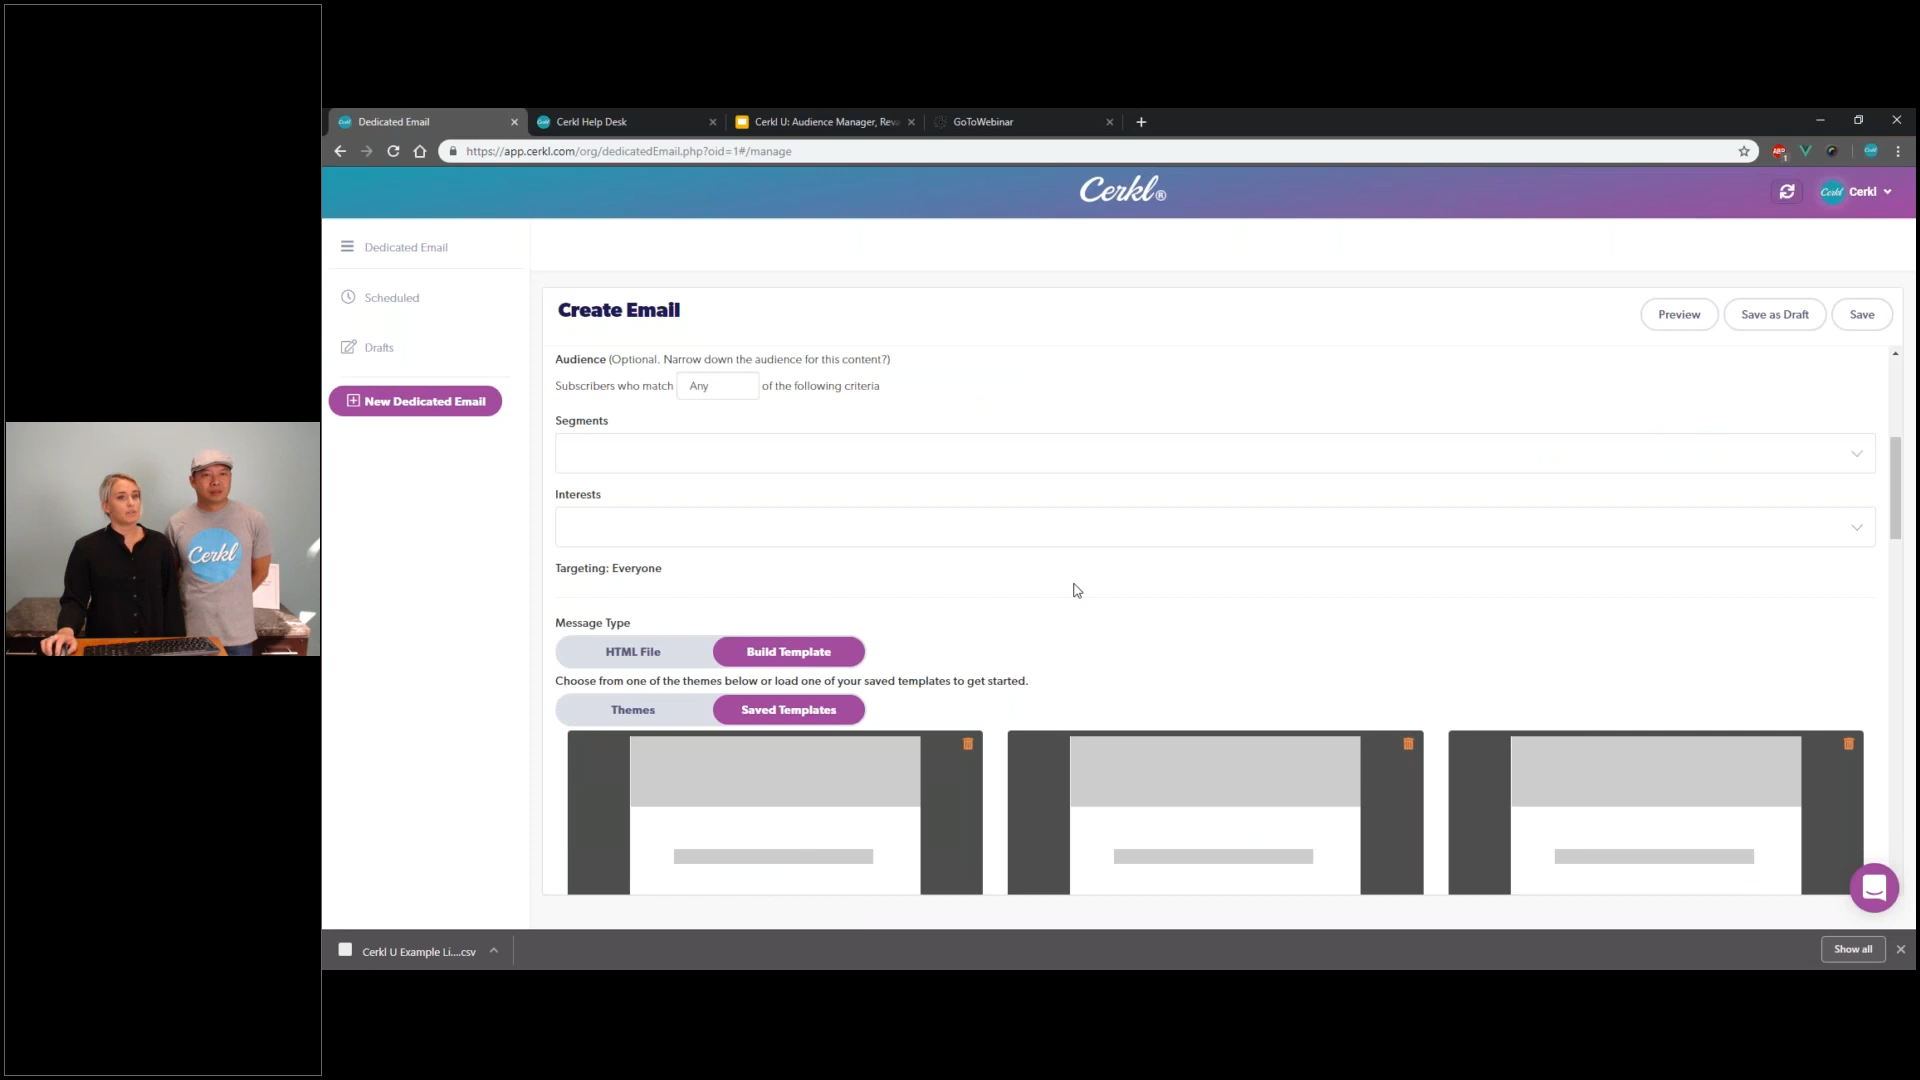 Dedicated Email
Cerkl Help Desk
Cerkl U: Audience Manager, Reva
GoToWebinar
https://app.cerkl.com/org/dedicatedEmail.php?oid=1#/manage
ABP
1
Cerkl®
Cerkl
Cerkl
Dedicated Email
Scheduled
Drafts
New Dedicated Email
Create Email
Preview
Save as Draft
Save
Audience (Optional. Narrow down the audience for this content?)
Subscribers who match Any of the following criteria
Segments
Interests
Targeting: Everyone
Message Type
HTML File
Build Template
Choose from one of the themes below or load one of your saved templates to get started.
Themes
Saved Templates
Cerkl
Cerkl U Example Li....csv
Show all